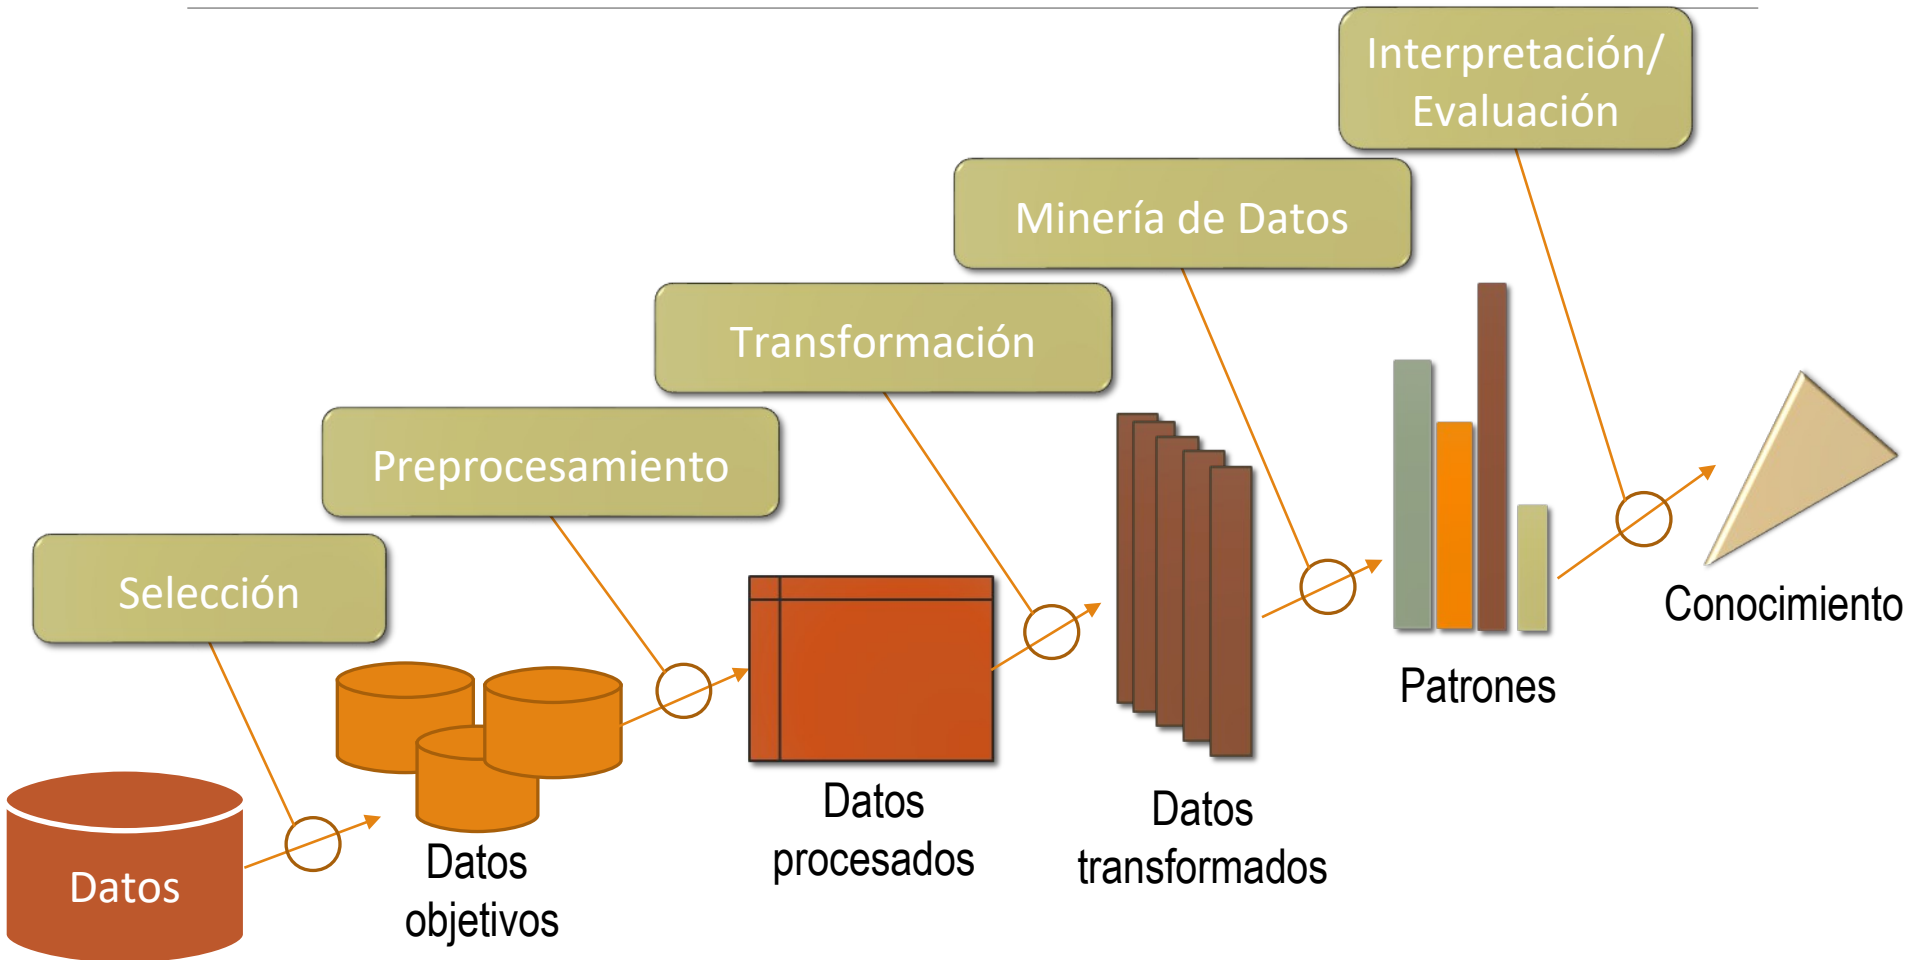 Interpretación/
Evaluación
Minería de Datos
Transformación
Preprocesamiento
Selección
Datos
Datos
objetivos
Datos
procesados
Datos
transformados
Patrones
Conocimiento